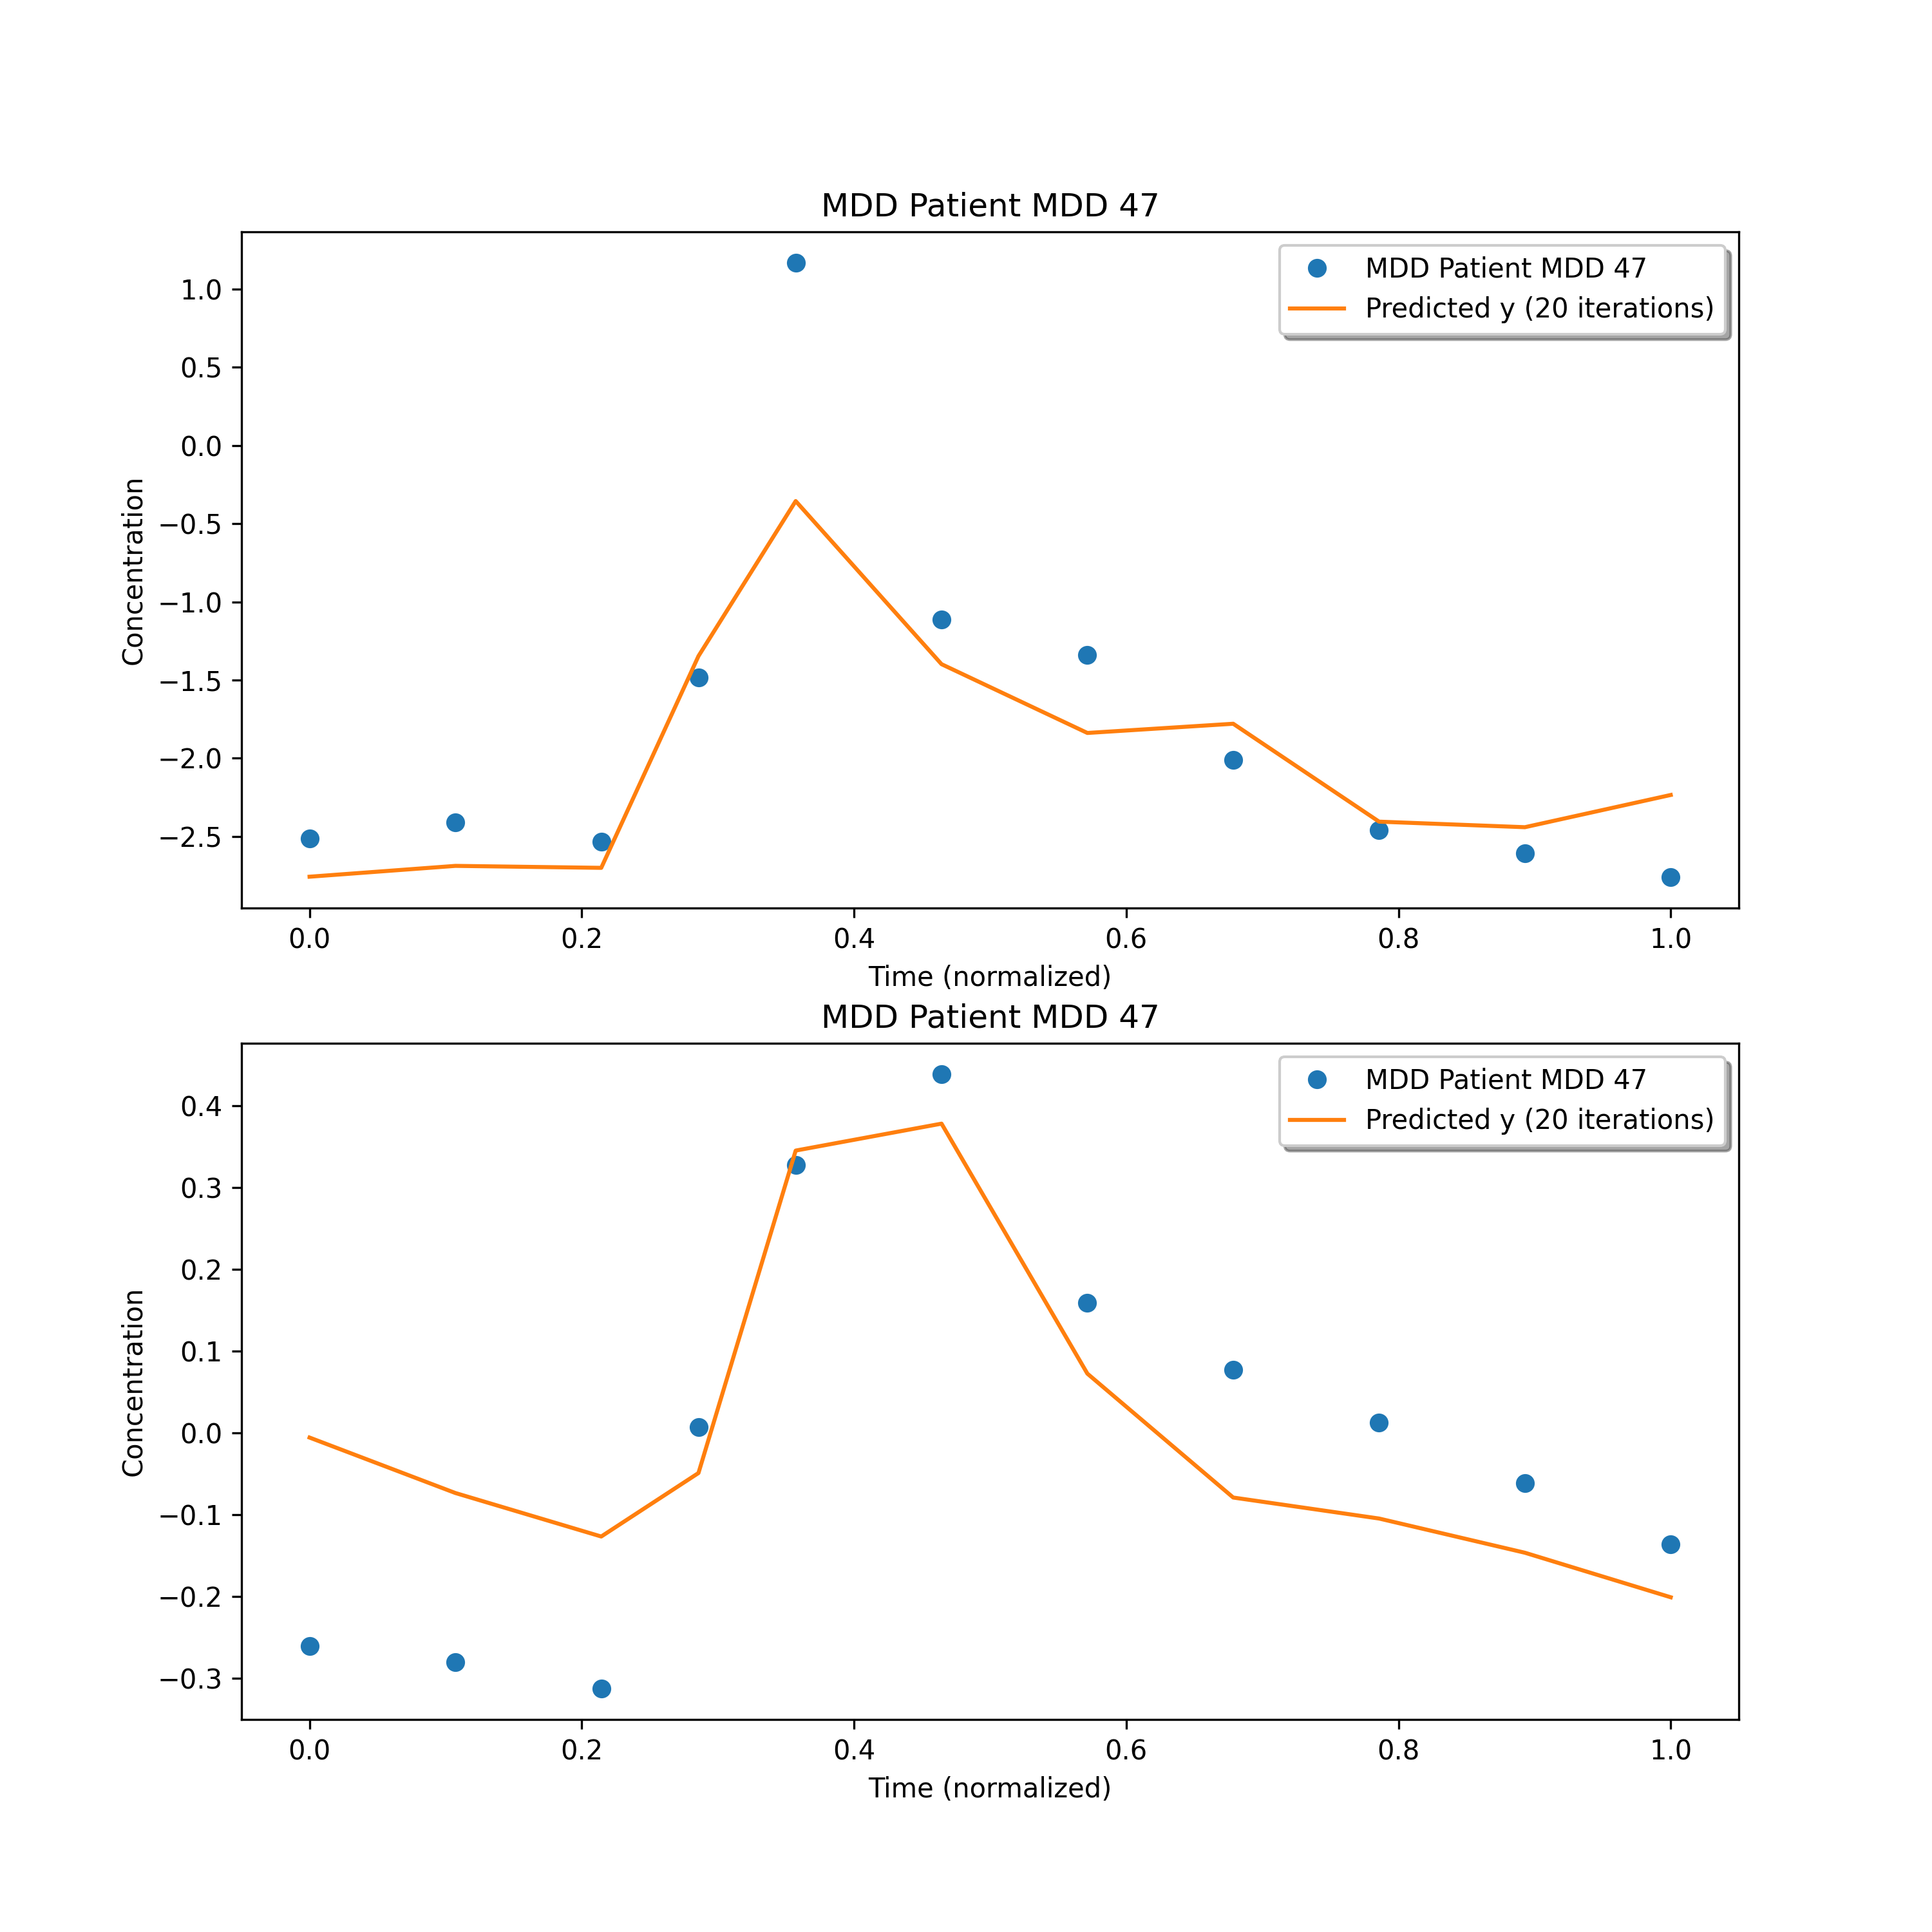 MDD Patient MDD 47
MDD Patient MDD 47
Predicted y (20 iterations)
1.0
0.5
0.0
−0.5
−1.0
−1.5
−2.0
−2.5
Concentration
0.0 0.2 0.4 0.6 0.8 1.0
Time (normalized)
MDD Patient MDD 47
MDD Patient MDD 47
Predicted y (20 iterations)
0.4
0.3
0.2
0.1
0.0
−0.1
−0.2
−0.3
Concentration
0.0 0.2 0.4 0.6 0.8 1.0
Time (normalized)